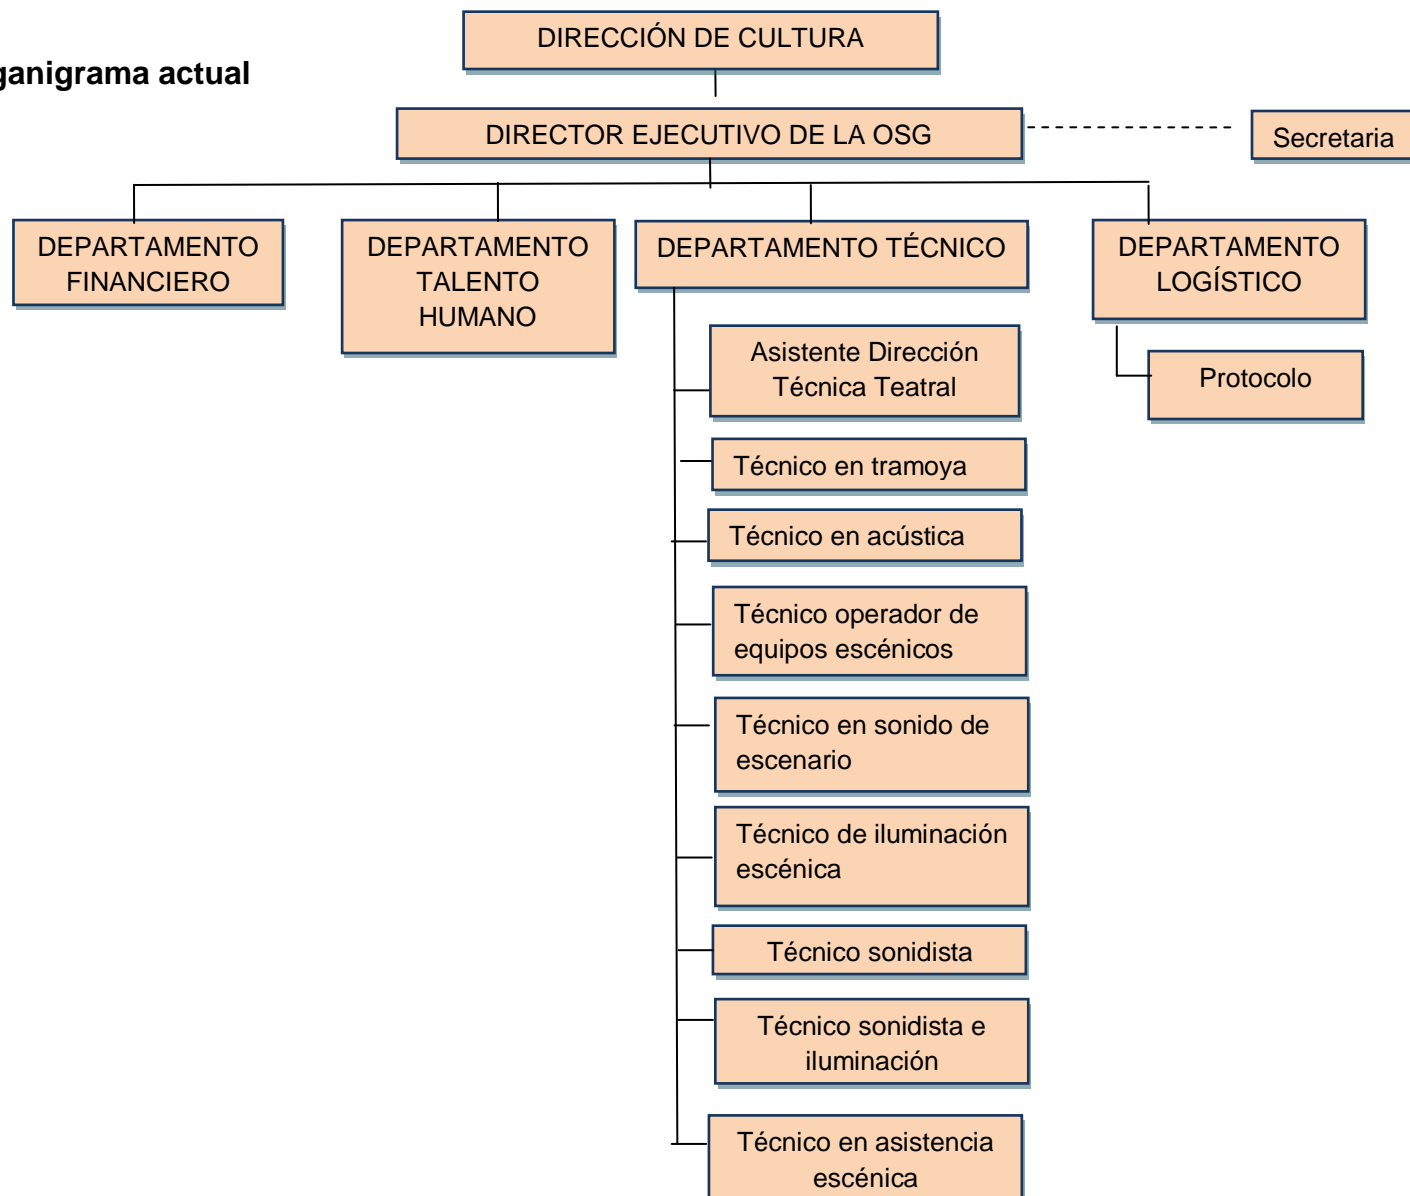 DIRECCIÓN DE CULTURA
ganigrama actual
DIRECTOR EJECUTIVO DE LA OSG
Secretaria
DEPARTAMENTO
FINANCIERO
DEPARTAMENTO
TALENTO
HUMANO
DEPARTAMENTO TÉCNICO
DEPARTAMENTO
LOGÍSTICO
Asistente Dirección
Técnica Teatral
Protocolo
Técnico en tramoya
Técnico en acústica
Técnico operador de
equipos escénicos
Técnico en sonido de
escenario
Técnico de iluminación
escénica
Técnico sonidista
Técnico sonidista e
iluminación
Técnico en asistencia
escénica